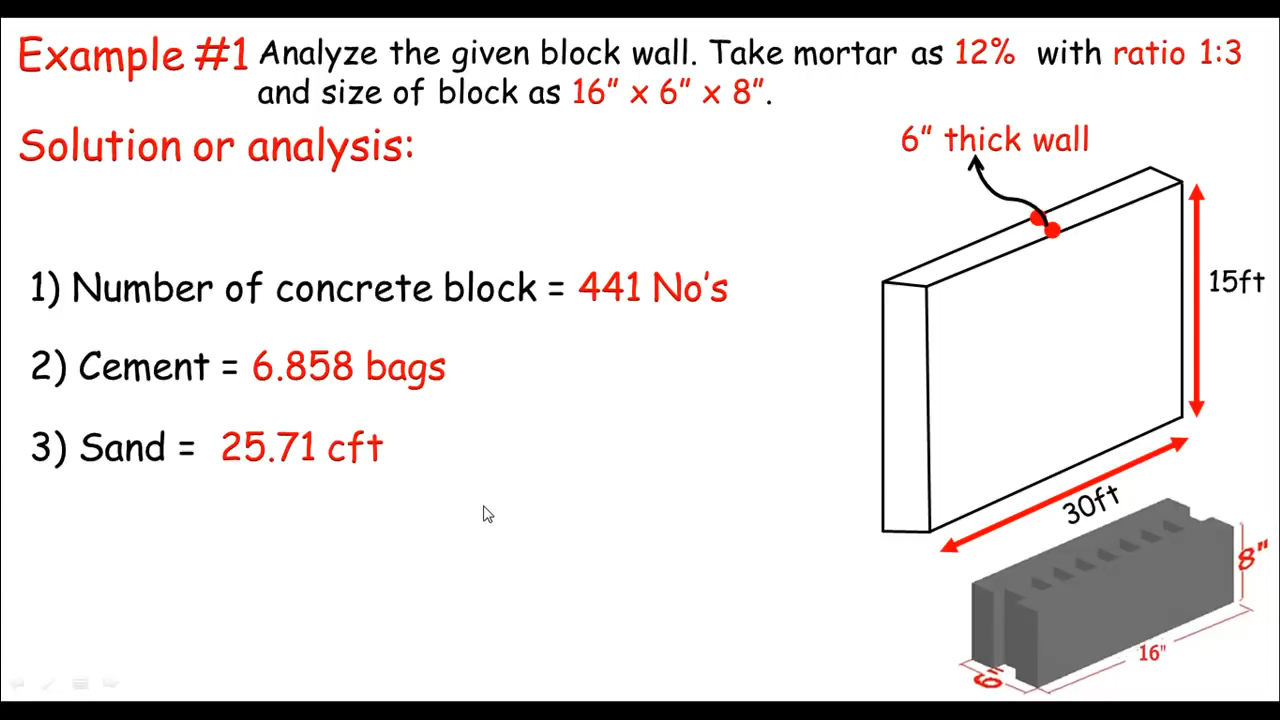 Example #1 Analyze the given block wall. Take mortar as 12% with ratio 1:3
and size of block as 16” x 6” x 8”.
Solution or analysis:
6” thick wall
15ft
1) Number of concrete block = 441 No’s
2) Cement = 6.858 bags
3) Sand = 25.71 cft
30ft
8”
16"
6"